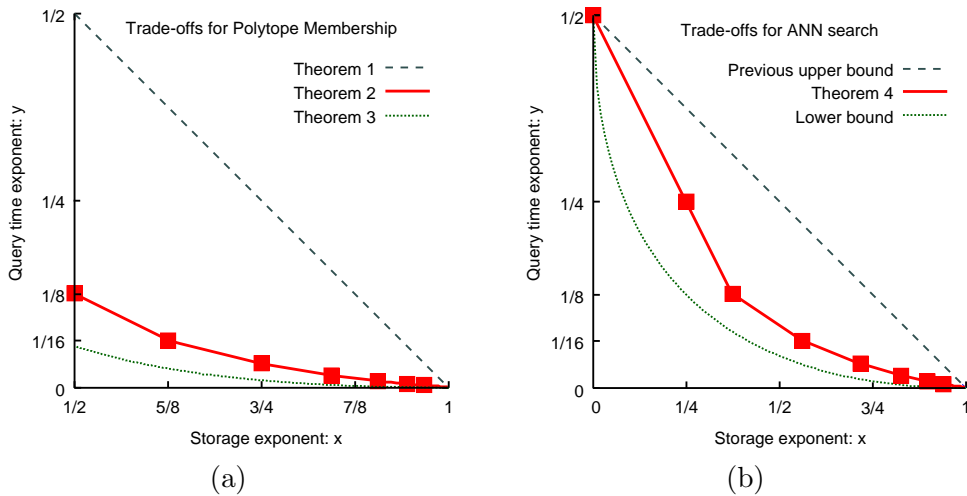 Trade-offs for Polytope Membership
Theorem 1
Theorem 2
Theorem 3
Query time exponent: y
1/2
1/4
1/8
1/16
0
1/2
5/8
3/4
7/8
1
Storage exponent: x
(a)
Trade-offs for ANN search
Previous upper bound
Theorem 4
Lower bound
Query time exponent: y
1/2
1/4
1/8
1/16
0
0
1/4
1/2
3/4
1
Storage exponent: x
(b)